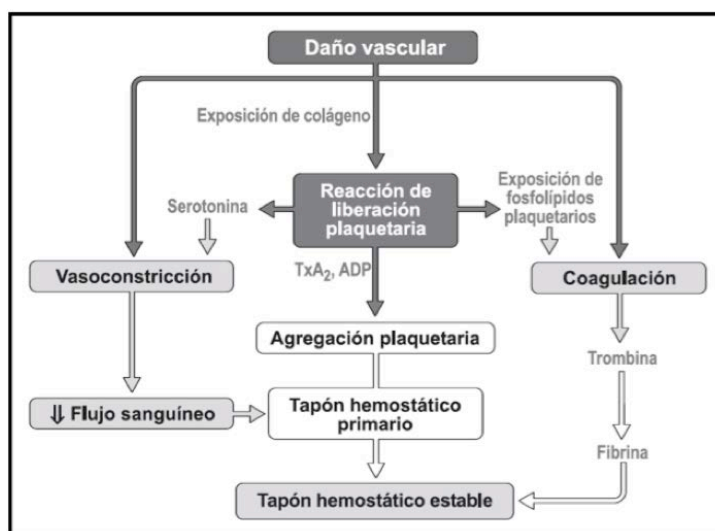 Daño vascular
Exposición de colágeno
Reacción de
liberación
plaquetaria
Serotonina
Exposición de
fosfolípidos
plaquetarios
Vasoconstricción
TxA₂, ADP
Coagulación
Agregación plaquetaria
Trombina
⇓ Flujo sanguíneo
Tapón hemostático
primario
Fibrina
Tapón hemostático estable